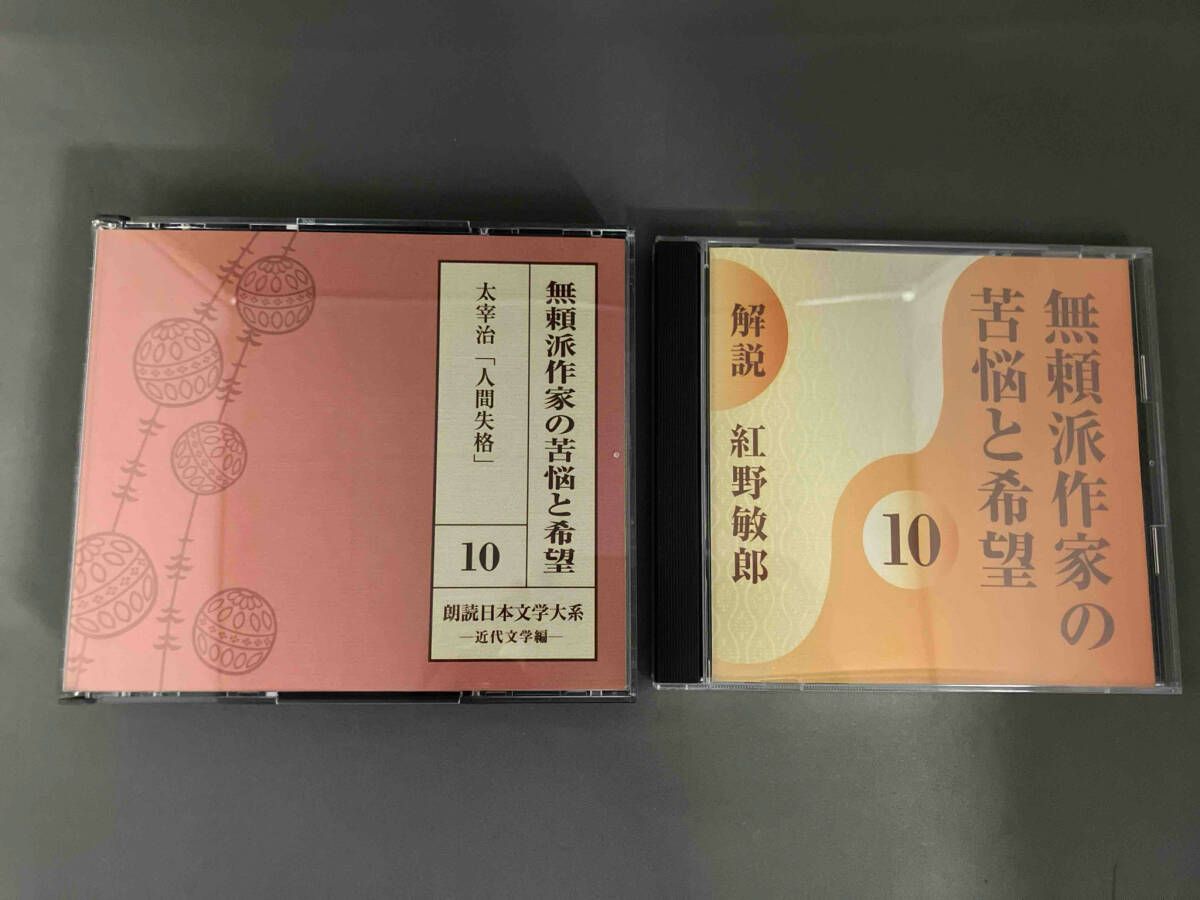 無頼派作家の苦悩と希望
太宰治「人間失格」
10
朗読日本文学大系
―近代文学編―
無頼派作家の
苦悩と希望
10
解説 紅野敏郎